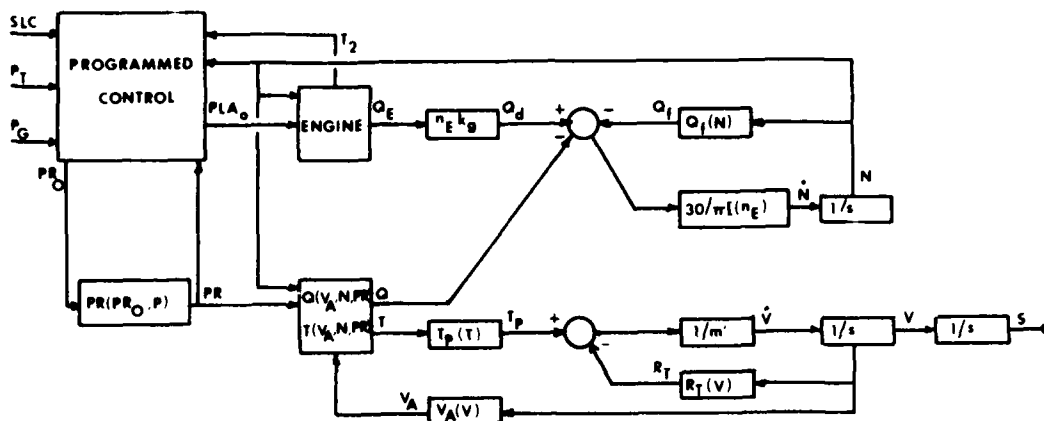 SLC
P_T
P_G
PROGRAMMED
CONTROL
T_2
PLA_o
ENGINE
Q_E
n_E k_g
Q_d
+
−
−
Q_f
Q_f(N)
N
Ṅ
30/πI(n_E)
1/s
PR_O
PR(PR_O,P)
PR
Q(V_A,N,PR
Q
T(V_A,N,PR
T
T_P(T)
T_P
+
−
1/m'
V̇
1/s
V
1/s
S
R_T
R_T(V)
V_A
V_A(V)